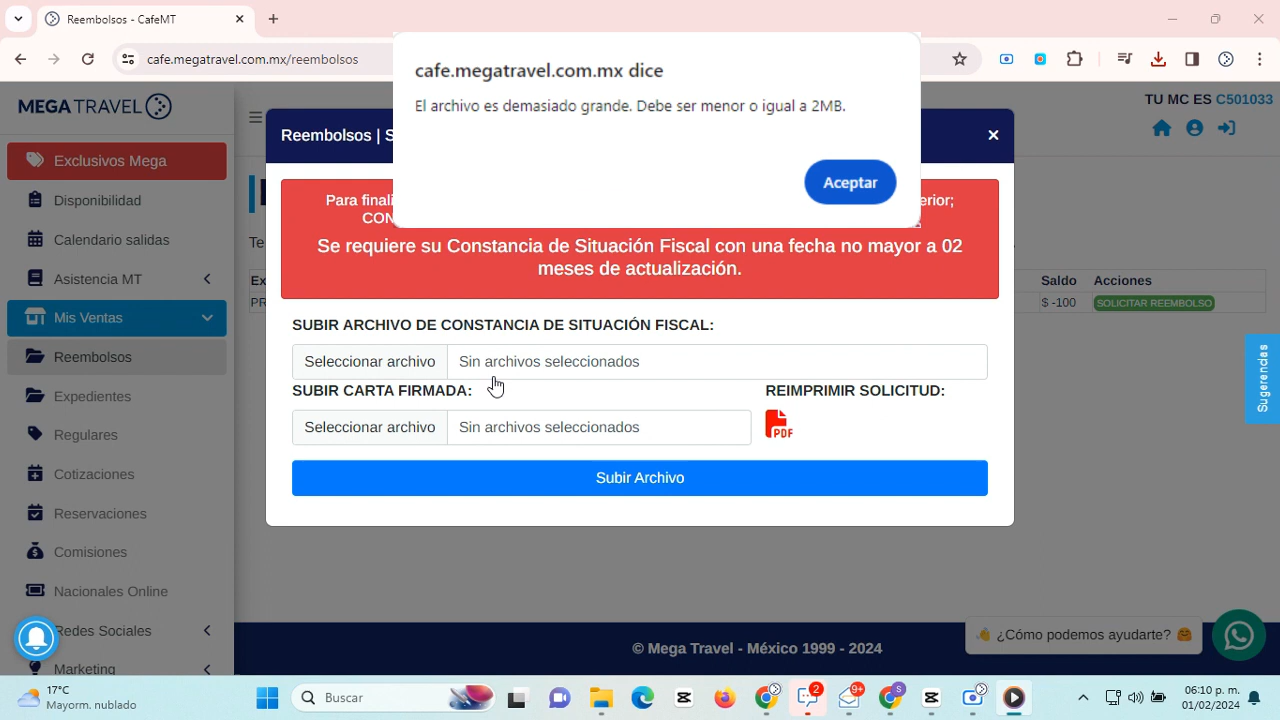 Reembolsos - CafeMT
cafe.megatravel.com.mx/reembolsos
cafe.megatravel.com.mx dice
El archivo es demasiado grande. Debe ser menor o igual a 2MB.
Aceptar
MEGA TRAVEL
TU MC ES C501033
Exclusivos Mega
Disponibilidad
Calendario salidas
Asistencia MT
Mis Ventas
Reembolsos
Expedientes
Regulares
Cotizaciones
Reservaciones
Comisiones
Nacionales Online
Redes Sociales
Marketing
Reembolsos | S
Para finali
erior;
CON
Se requiere su Constancia de Situación Fiscal con una fecha no mayor a 02
meses de actualización.
Te
Ex
Saldo Acciones
PR
$ -100 SOLICITAR REEMBOLSO
SUBIR ARCHIVO DE CONSTANCIA DE SITUACIÓN FISCAL:
Seleccionar archivo Sin archivos seleccionados
SUBIR CARTA FIRMADA:
REIMPRIMIR SOLICITUD:
Seleccionar archivo Sin archivos seleccionados
PDF
Subir Archivo
Sugerencias
¿Cómo podemos ayudarte?
© Mega Travel - México 1999 - 2024
17°C
Mayorm. nublado
Buscar
2
9+
S
06:10 p. m.
01/02/2024